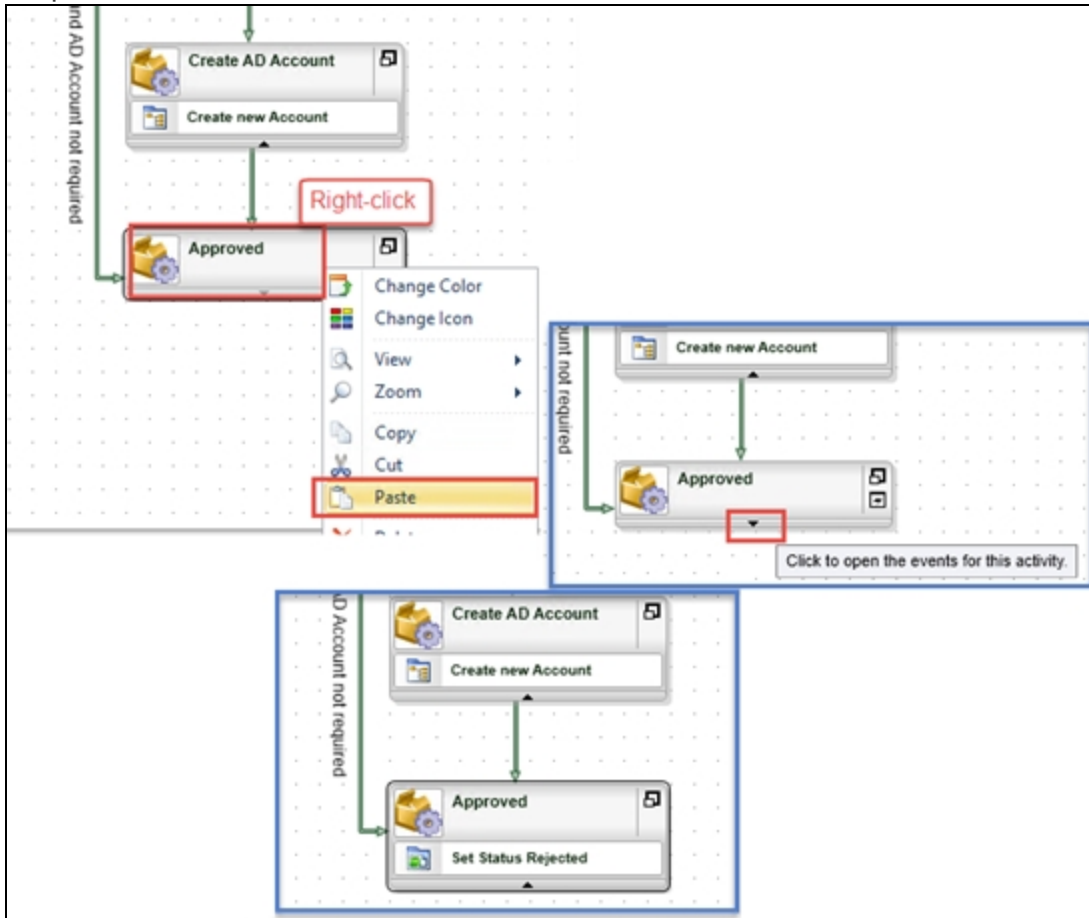 and AD Account not required
Create AD Account
Create new Account
Right-click
Approved
Change Color
Change Icon
View
Zoom
Copy
Cut
Paste
ount not required
Create new Account
Approved
Click to open the events for this activity.
AD Account not required
Create AD Account
Create new Account
Approved
Set Status Rejected